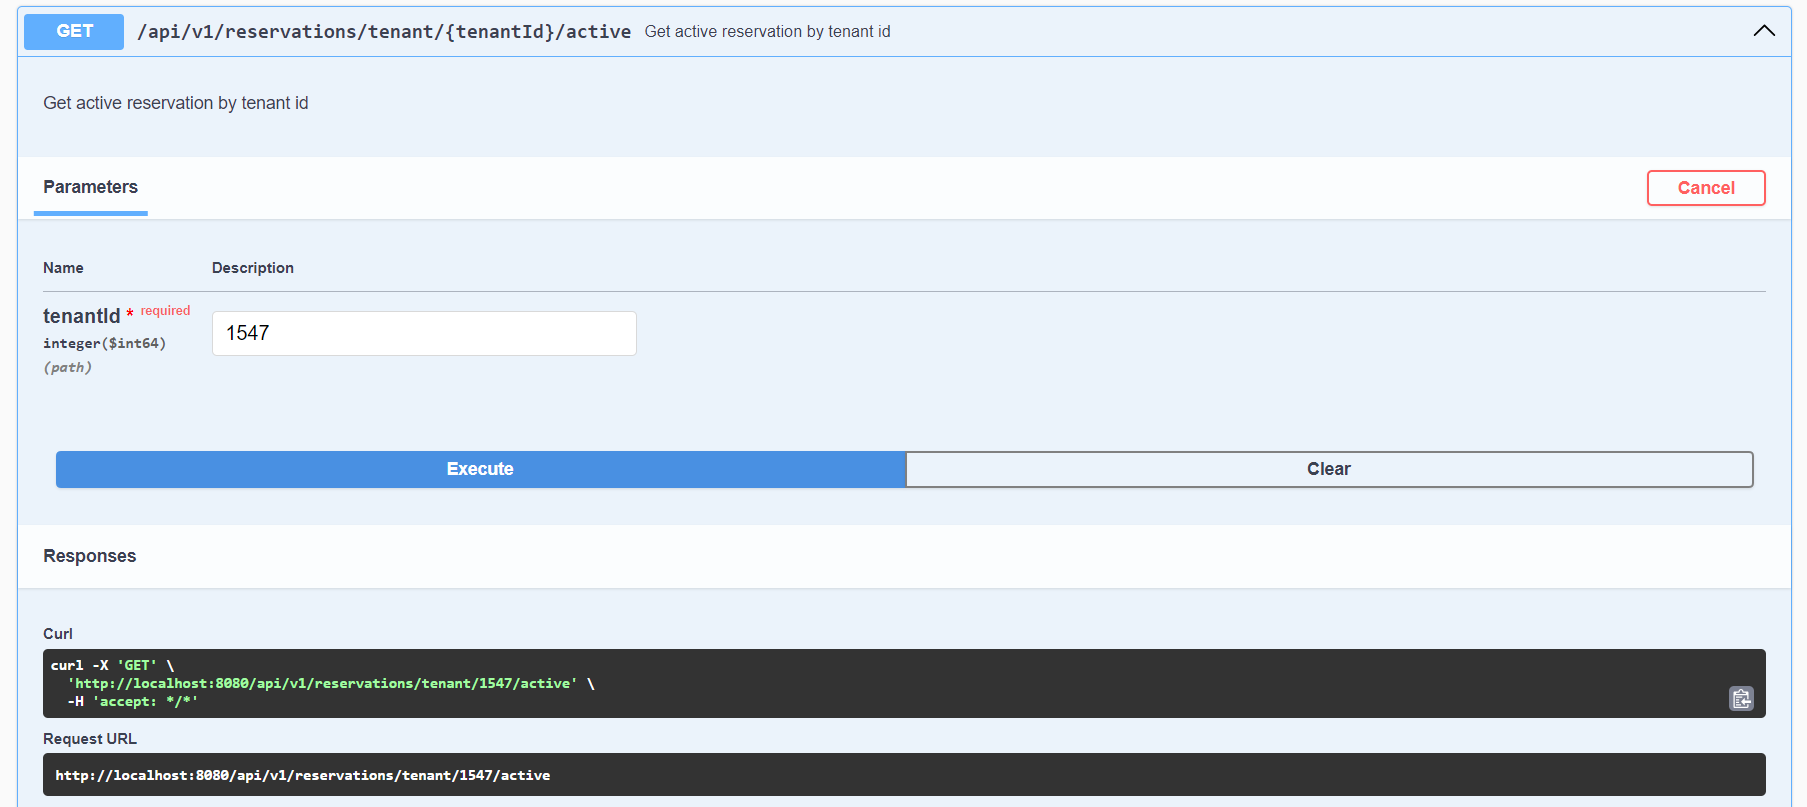 GET /api/v1/reservations/tenant/{tenantId}/active Get active reservation by tenant id
Get active reservation by tenant id
Parameters Cancel
Name Description
tenantId * required
integer($int64)
(path)
1547
Execute Clear
Responses
Curl
curl -X 'GET' \
'http://localhost:8080/api/v1/reservations/tenant/1547/active' \
-H 'accept: */*'
Request URL
http://localhost:8080/api/v1/reservations/tenant/1547/active